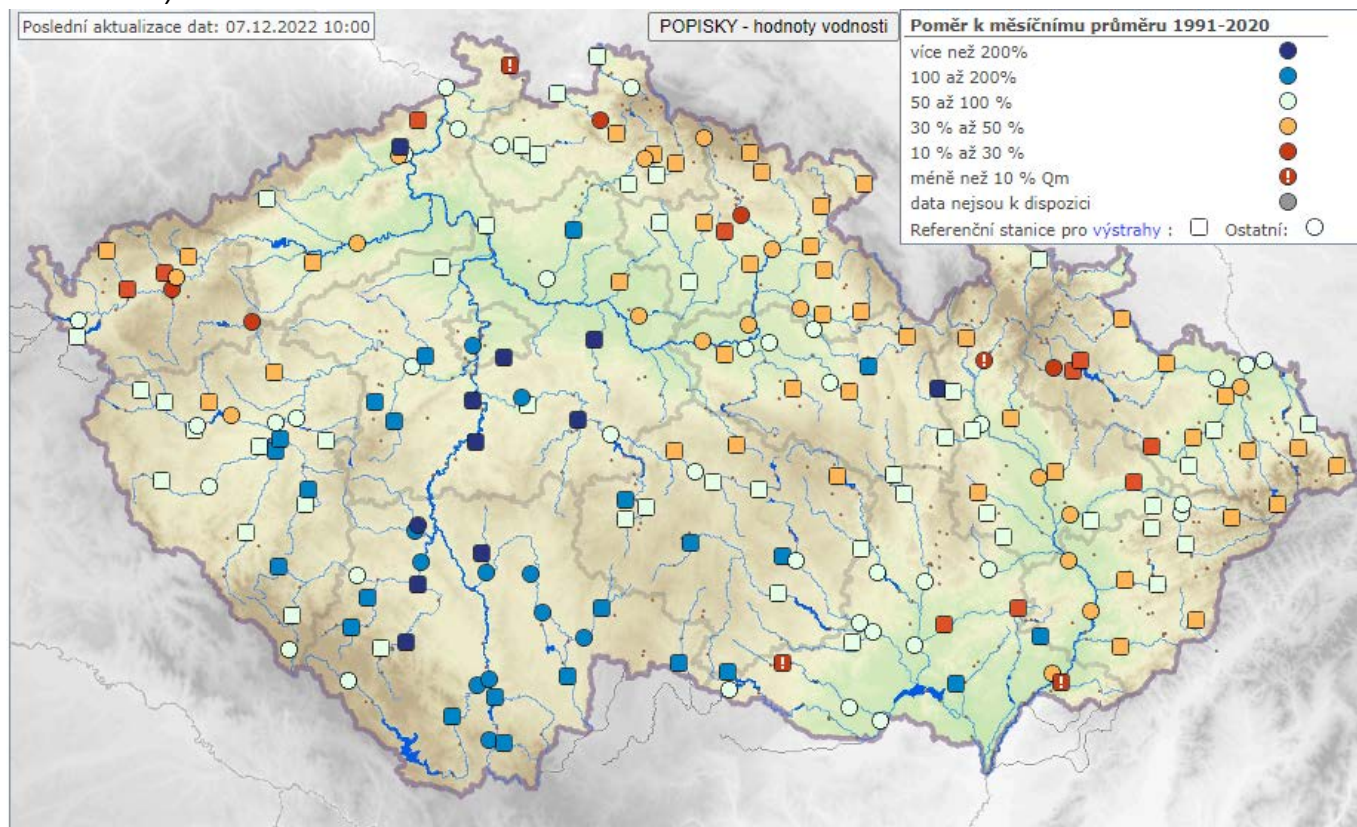 Poslední aktualizace dat: 07.12.2022 10:00
POPISKY - hodnoty vodnosti
Poměr k měsíčnímu průměru 1991-2020
více než 200%
100 až 200%
50 až 100 %
30 % až 50 %
10 % až 30 %
méně než 10 % Qm
data nejsou k dispozici
Referenční stanice pro výstrahy : Ostatní: